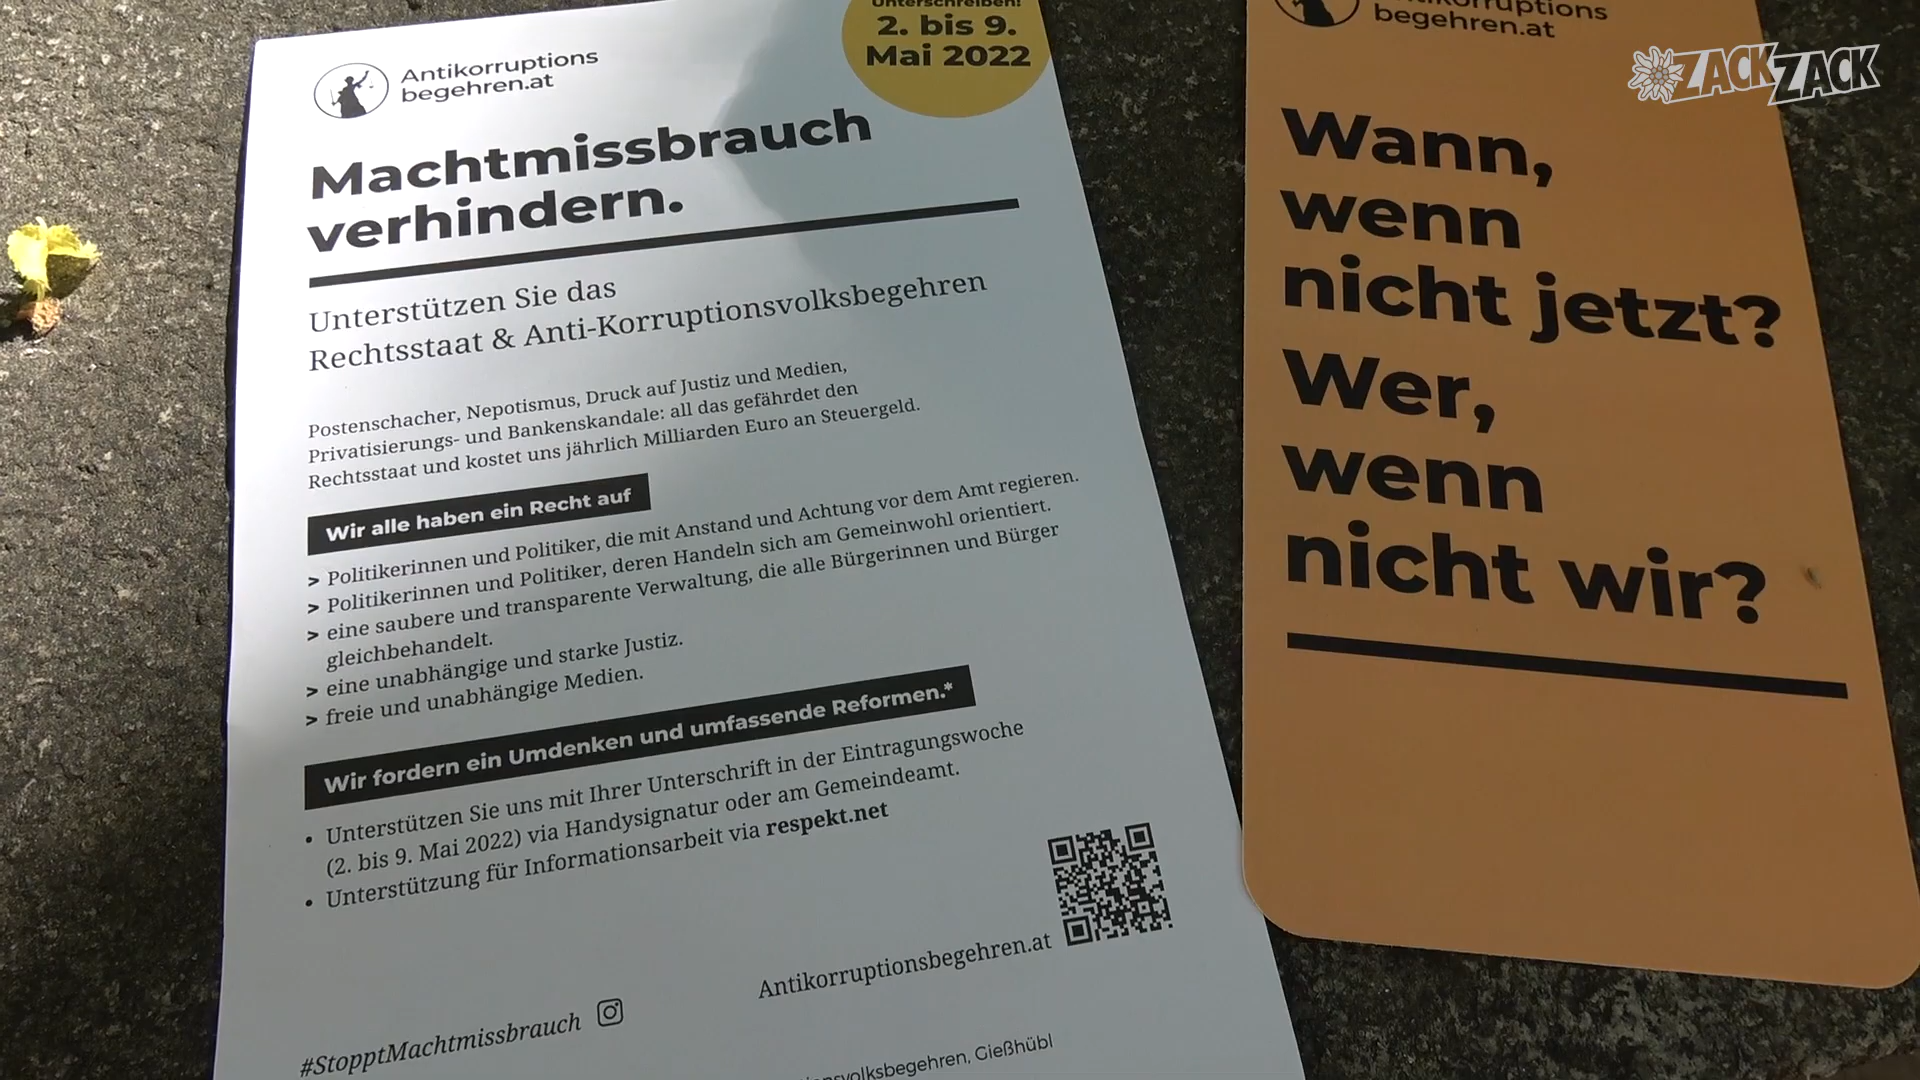 Antikorruptions
begehren.at
Unterschreiben!
2. bis 9.
Mai 2022
Machtmissbrauch
verhindern.
Unterstützen Sie das
Rechtsstaat & Anti-Korruptionsvolksbegehren
Postenschacher, Nepotismus, Druck auf Justiz und Medien,
Privatisierungs- und Bankenskandale: all das gefährdet den
Rechtsstaat und kostet uns jährlich Milliarden Euro an Steuergeld.
Wir alle haben ein Recht auf
> Politikerinnen und Politiker, die mit Anstand und Achtung vor dem Amt regieren.
> Politikerinnen und Politiker, deren Handeln sich am Gemeinwohl orientiert.
> eine saubere und transparente Verwaltung, die alle Bürgerinnen und Bürger
gleichbehandelt.
> eine unabhängige und starke Justiz.
> freie und unabhängige Medien.
Wir fordern ein Umdenken und umfassende Reformen.*
• Unterstützen Sie uns mit Ihrer Unterschrift in der Eintragungswoche
(2. bis 9. Mai 2022) via Handysignatur oder am Gemeindeamt.
• Unterstützung für Informationsarbeit via respekt.net
Antikorruptionsbegehren.at
#StopptMachtmissbrauch
nsvolksbegehren, Gießhübl
begehren.at
Wann,
wenn
nicht jetzt?
Wer,
wenn
nicht wir?
ZACKZACK